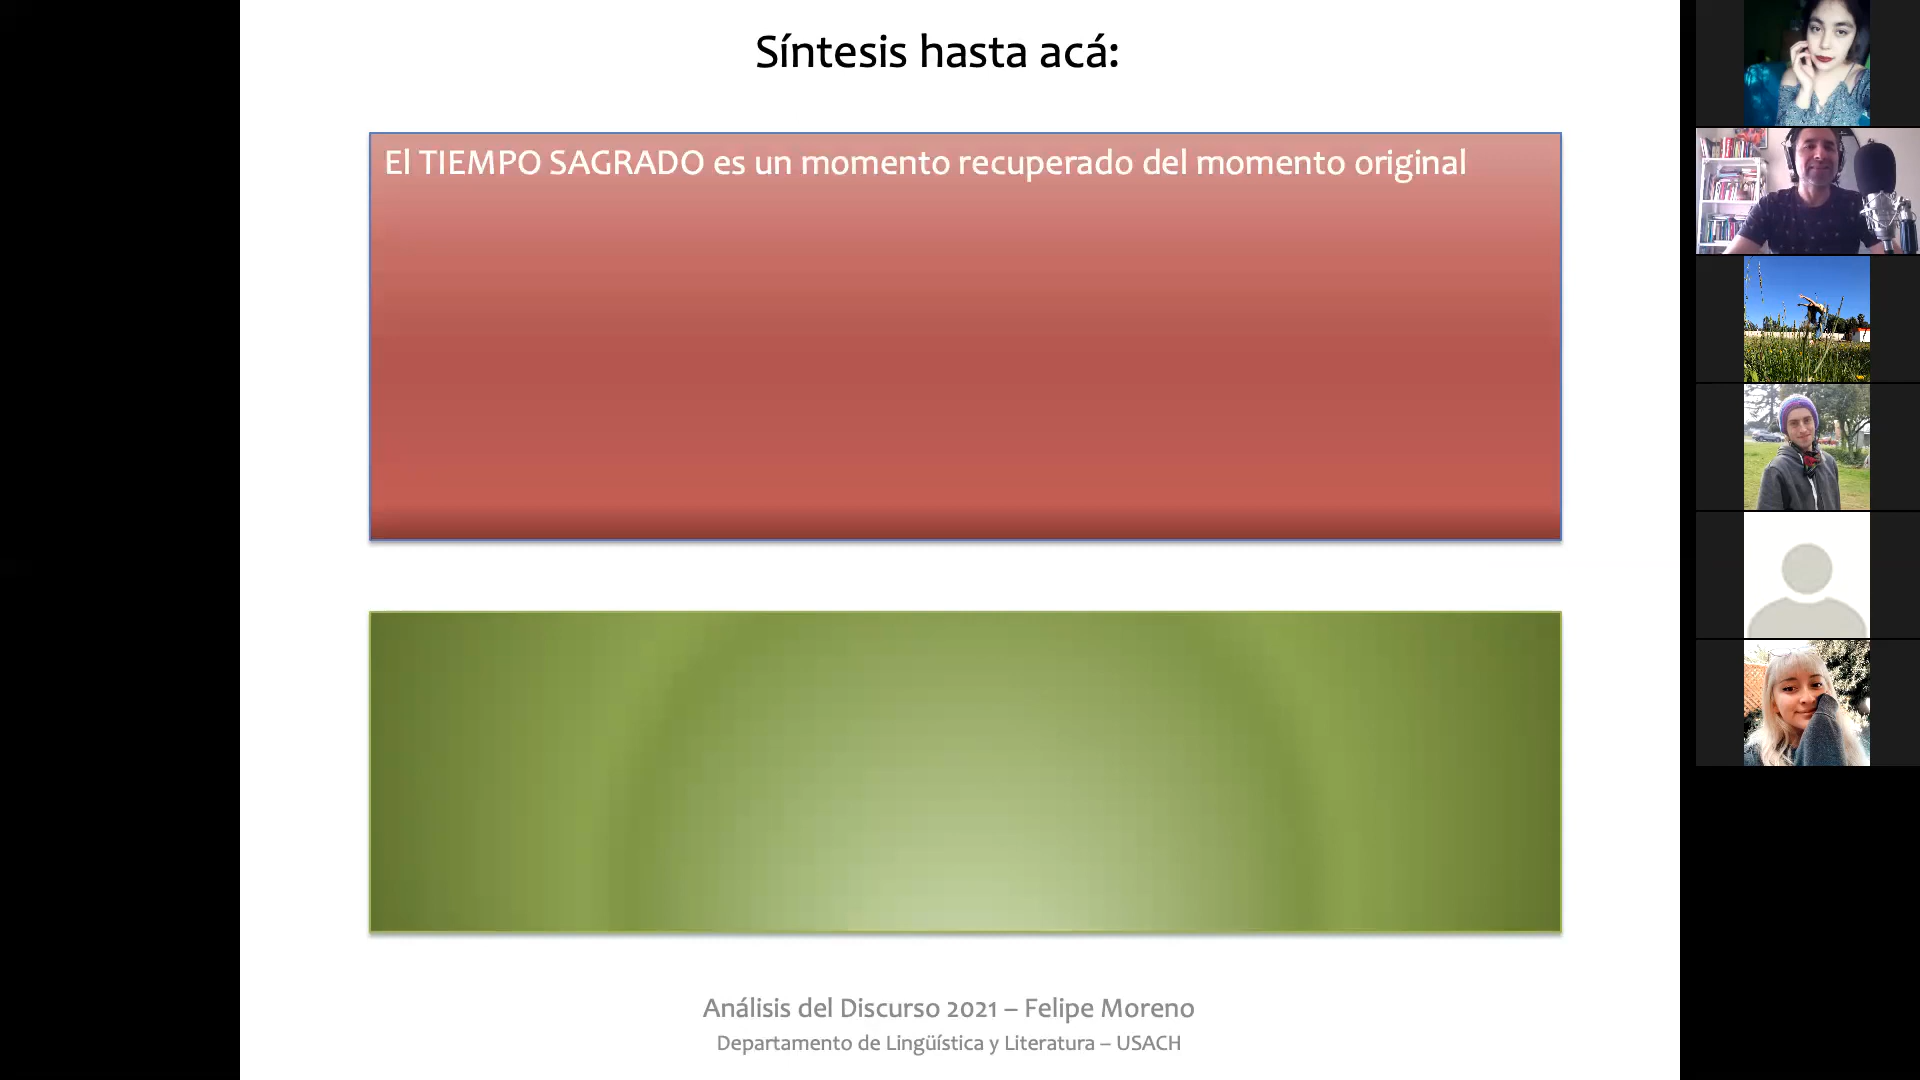 Síntesis hasta acá:
El TIEMPO SAGRADO es un momento recuperado del momento original
Análisis del Discurso 2021 – Felipe Moreno
Departamento de Lingüística y Literatura – USACH